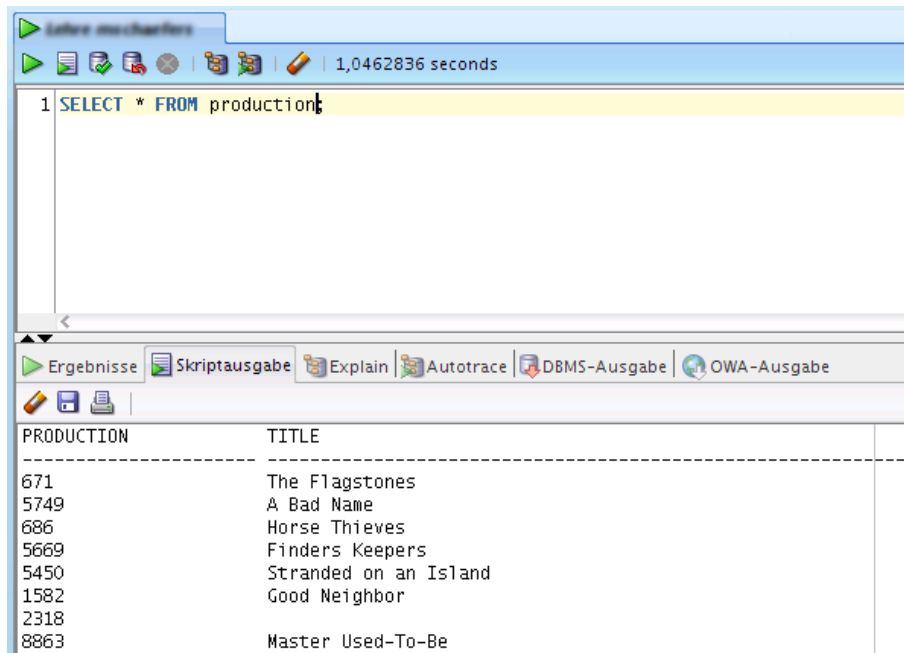 1,0462836 seconds
1 SELECT * FROM production;
Ergebnisse Skriptausgabe Explain Autotrace DBMS-Ausgabe OWA-Ausgabe
PRODUCTION TITLE
---------------------- ------------------------------------------------------------
671 The Flagstones
5749 A Bad Name
686 Horse Thieves
5669 Finders Keepers
5450 Stranded on an Island
1582 Good Neighbor
2318
8863 Master Used-To-Be